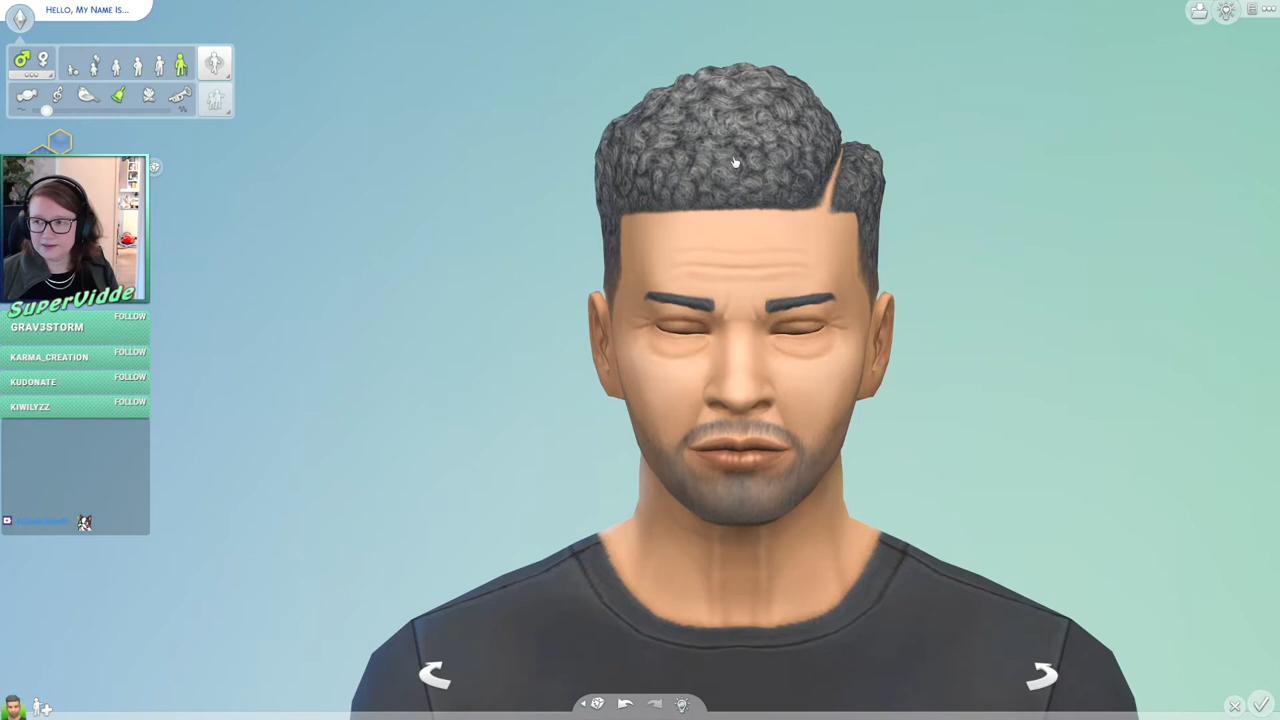 Hello, My Name Is...
SuperVidde
GRAV3STORM FOLLOW
KARMA_CREATION FOLLOW
KUDONATE FOLLOW
KIWILYZZ FOLLOW